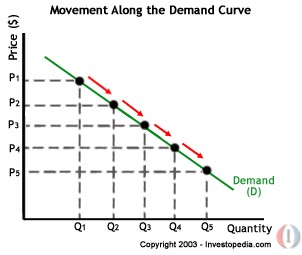 Movement Along the Demand Curve
Price ($)
P1
P2
P3
P4
P5
Demand
(D)
Q1 Q2 Q3 Q4 Q5 Quantity
Copyright 2003 - Investopedia.com